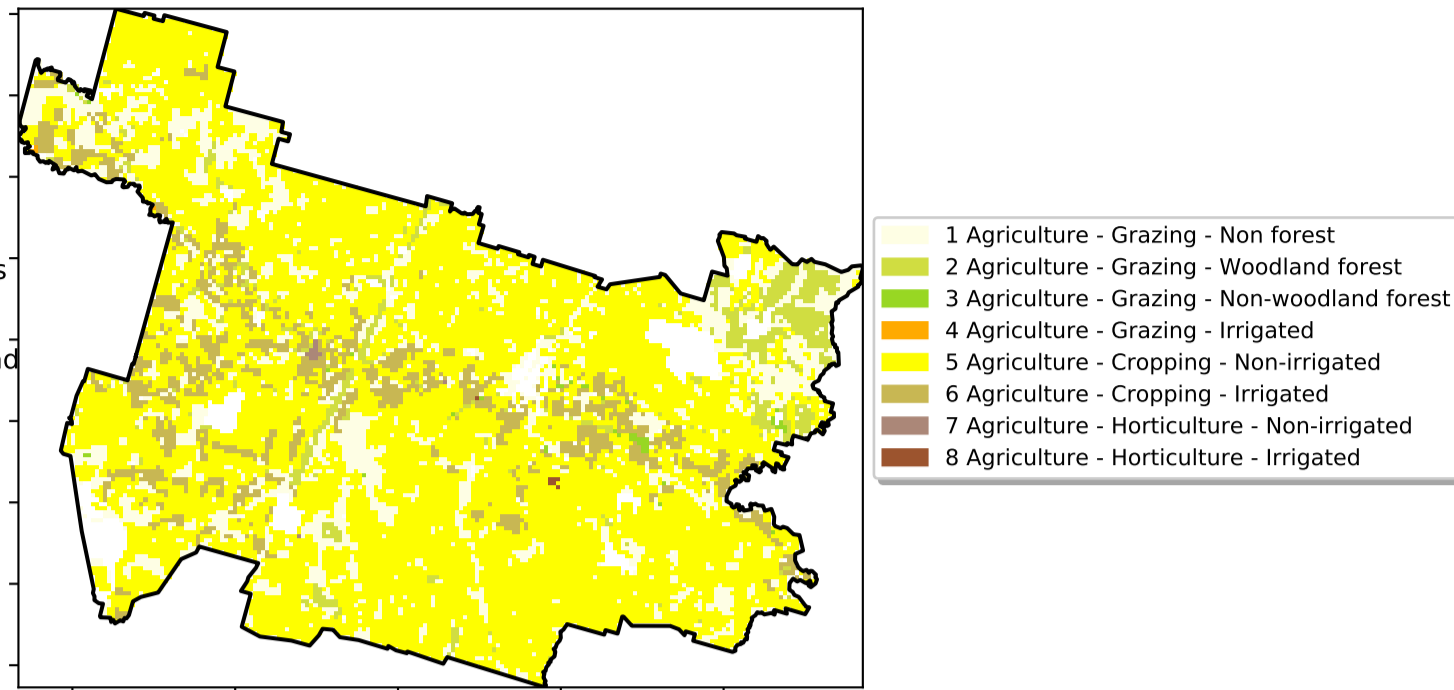 1 Agriculture - Grazing - Non forest
2 Agriculture - Grazing - Woodland forest
3 Agriculture - Grazing - Non-woodland forest
4 Agriculture - Grazing - Irrigated
5 Agriculture - Cropping - Non-irrigated
6 Agriculture - Cropping - Irrigated
7 Agriculture - Horticulture - Non-irrigated
8 Agriculture - Horticulture - Irrigated